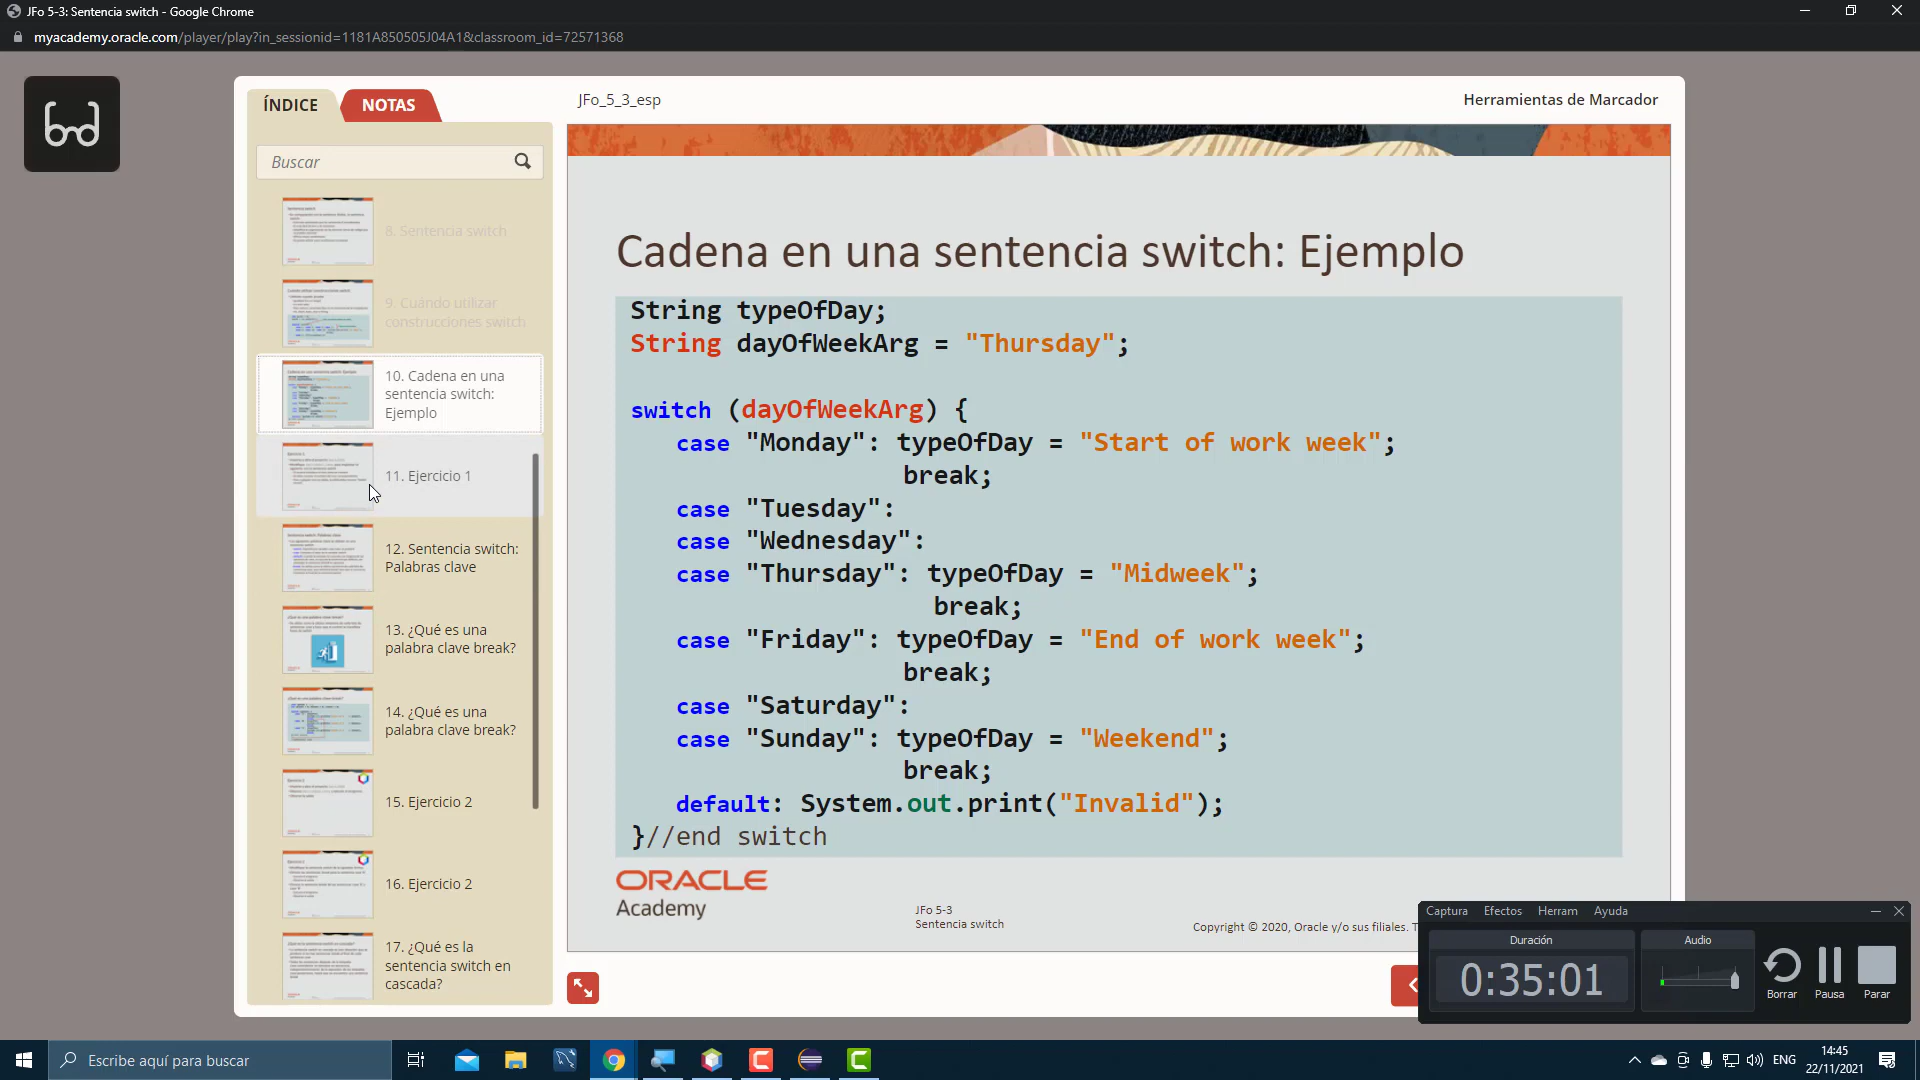 JFo 5-3: Sentencia switch - Google Chrome
myacademy.oracle.com/player/play?in_sessionid=1181A850505J04A1&classroom_id=72571368
ÍNDICE
NOTAS
Buscar
8. Sentencia switch
9. Cuándo utilizar
construcciones switch
10. Cadena en una
sentencia switch:
Ejemplo
11. Ejercicio 1
12. Sentencia switch:
Palabras clave
13. ¿Qué es una
palabra clave break?
14. ¿Qué es una
palabra clave break?
15. Ejercicio 2
16. Ejercicio 2
17. ¿Qué es la
sentencia switch en
cascada?
JFo_5_3_esp
Herramientas de Marcador
Cadena en una sentencia switch: Ejemplo
String typeOfDay;
String dayOfWeekArg = "Thursday";
switch (dayOfWeekArg) {
case "Monday": typeOfDay = "Start of work week";
break;
case "Tuesday":
case "Wednesday":
case "Thursday": typeOfDay = "Midweek";
break;
case "Friday": typeOfDay = "End of work week";
break;
case "Saturday":
case "Sunday": typeOfDay = "Weekend";
break;
default: System.out.print("Invalid");
}//end switch
ORACLE
Academy
JFo 5-3
Sentencia switch
Copyright © 2020, Oracle y/o sus filiales. T
Captura Efectos Herram Ayuda
Duración
0:35:01
Audio
Borrar
Pausa
Parar
Escribe aquí para buscar
ENG
14:45
22/11/2021